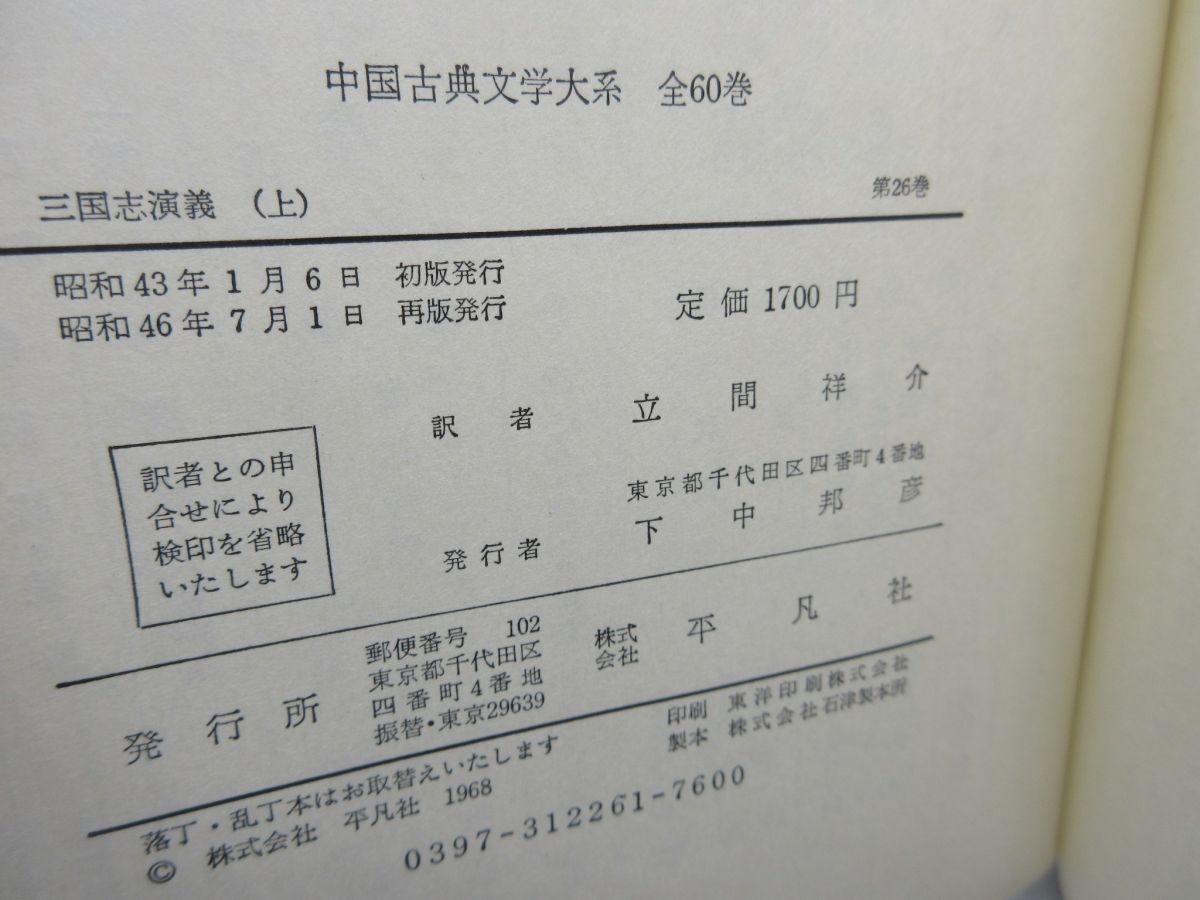 中国古典文学大系 全60巻
三国志演義 (上) 第26巻
昭和43年1月6日 初版発行
昭和46年7月1日 再版発行
定価 1700円
訳者 立間祥介
東京都千代田区四番町4番地
発行者 下中邦彦
訳者との申
合せにより
検印を省略
いたします
発行所
郵便番号 102
東京都千代田区
四番町4番地
振替・東京29639
株式会社 平凡社
印刷 東洋印刷株式会社
製本 株式会社石津製本所
落丁・乱丁本はお取替えいたします
© 株式会社 平凡社 1968
0397-312261-7600